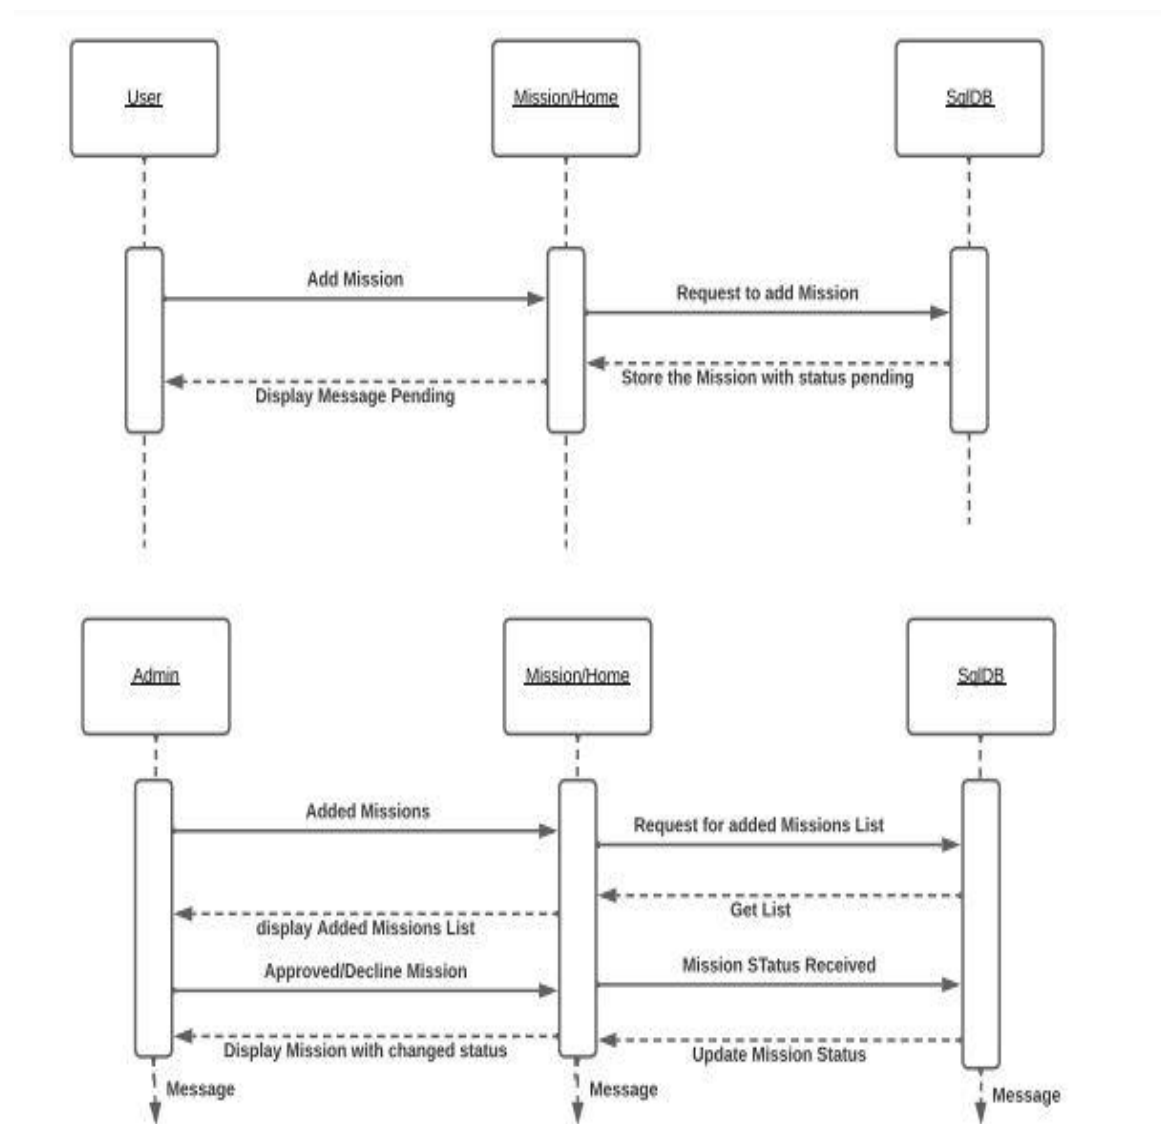 User
Mission/Home
SqlDB
Add Mission
Request to add Mission
Store the Mission with status pending
Display Message Pending
Admin
Mission/Home
SqlDB
Added Missions
Request for added Missions List
Get List
display Added Missions List
Mission STatus Received
Approved/Decline Mission
Display Mission with changed status
Update Mission Status
Message
Message
Message